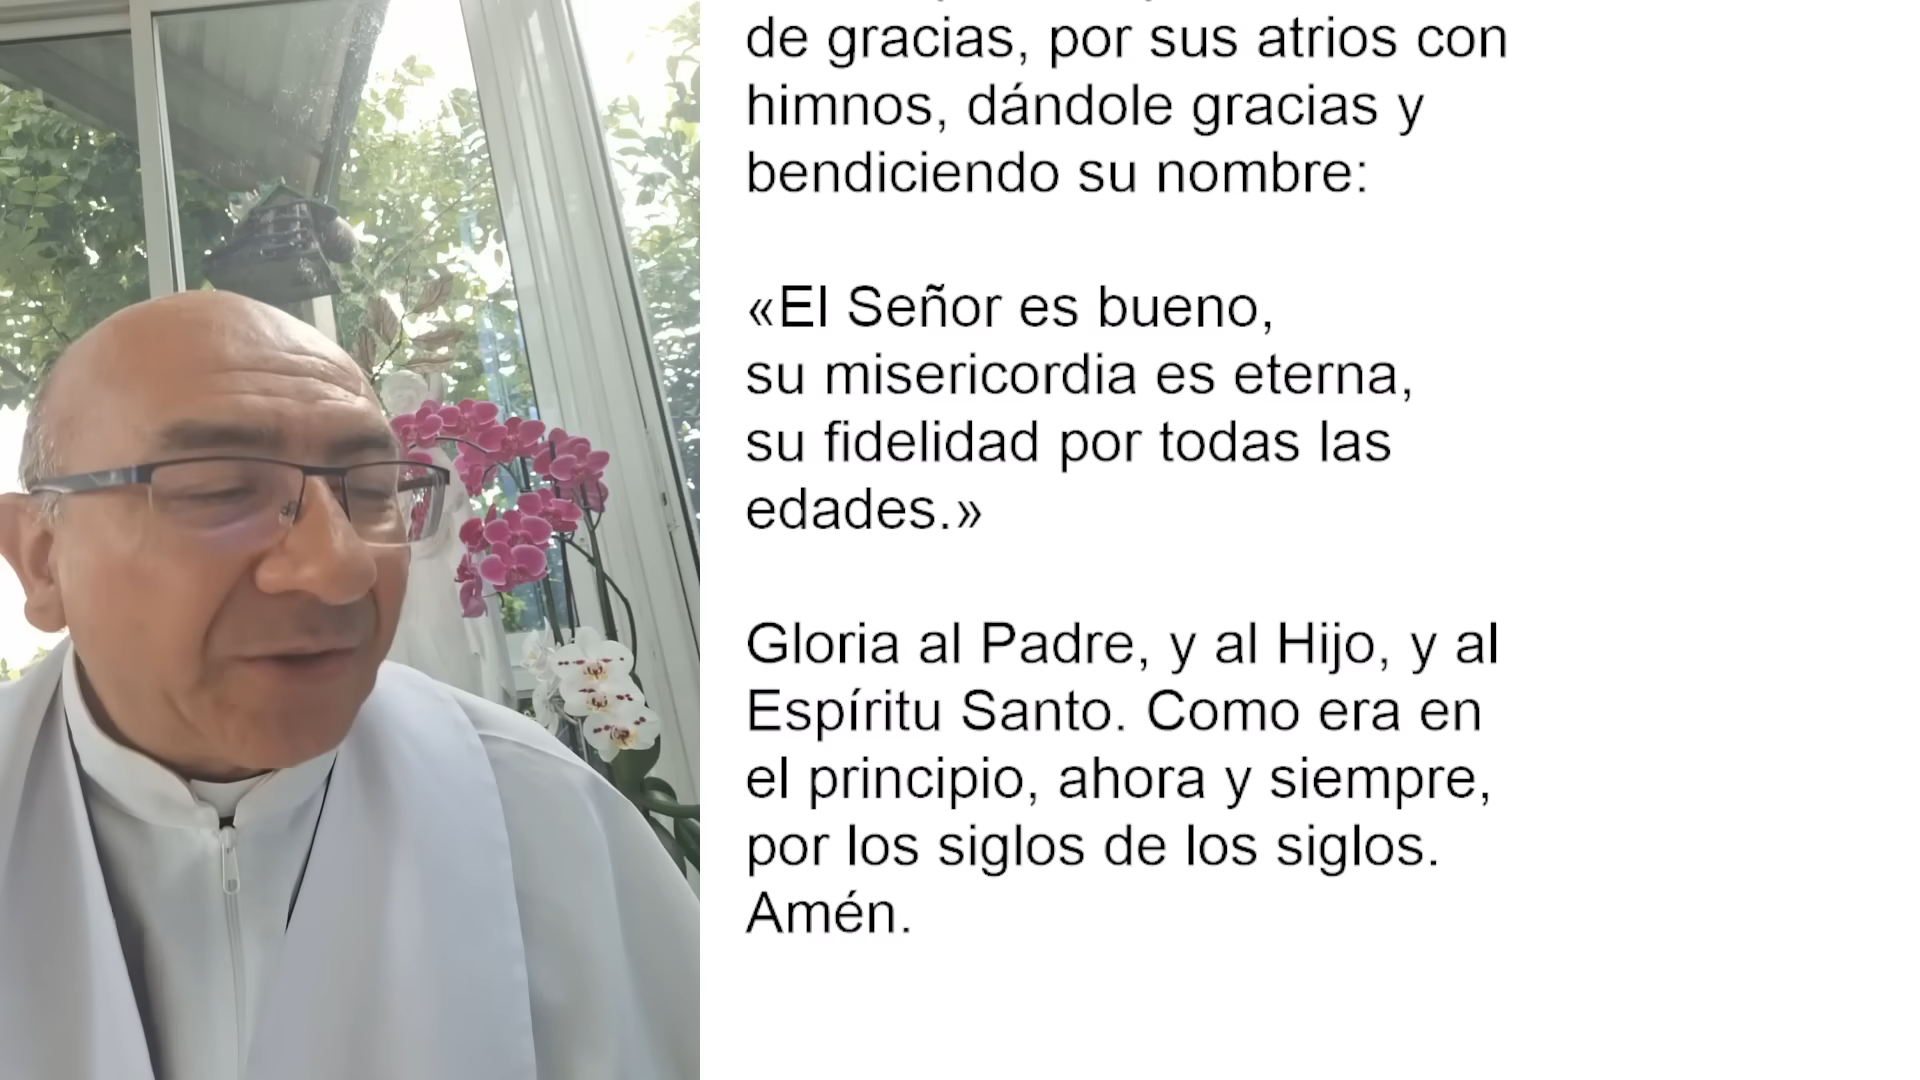 de gracias, por sus atrios con
himnos, dándole gracias y
bendiciendo su nombre:
«El Señor es bueno,
su misericordia es eterna,
su fidelidad por todas las
edades.»
Gloria al Padre, y al Hijo, y al
Espíritu Santo. Como era en
el principio, ahora y siempre,
por los siglos de los siglos.
Amén.